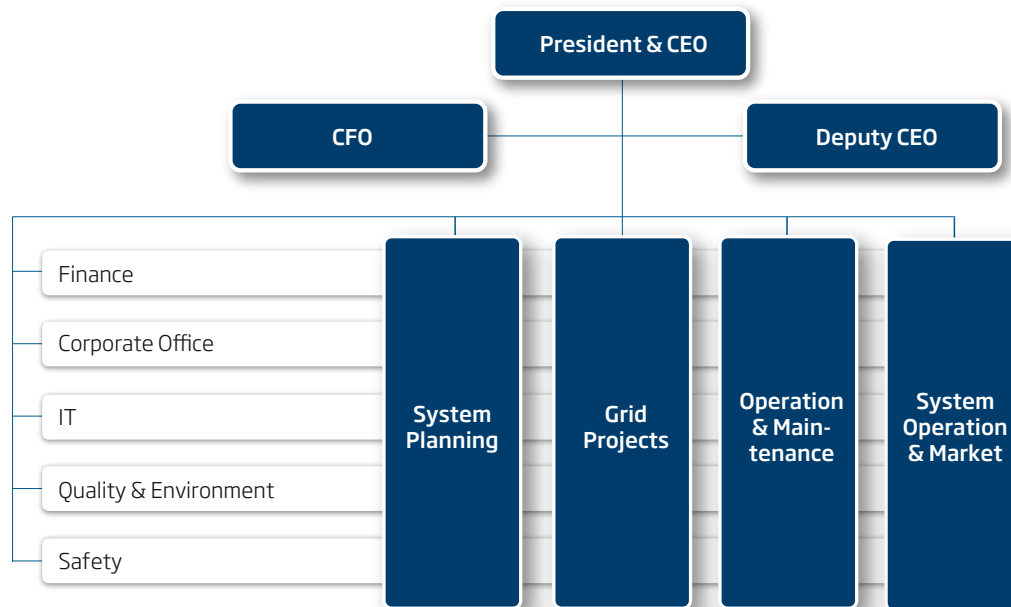 President & CEO
CFO
Deputy CEO
Finance
Corporate Office
IT
Quality & Environment
Safety
System
Planning
Grid
Projects
Operation
& Main-
tenance
System
Operation
& Market